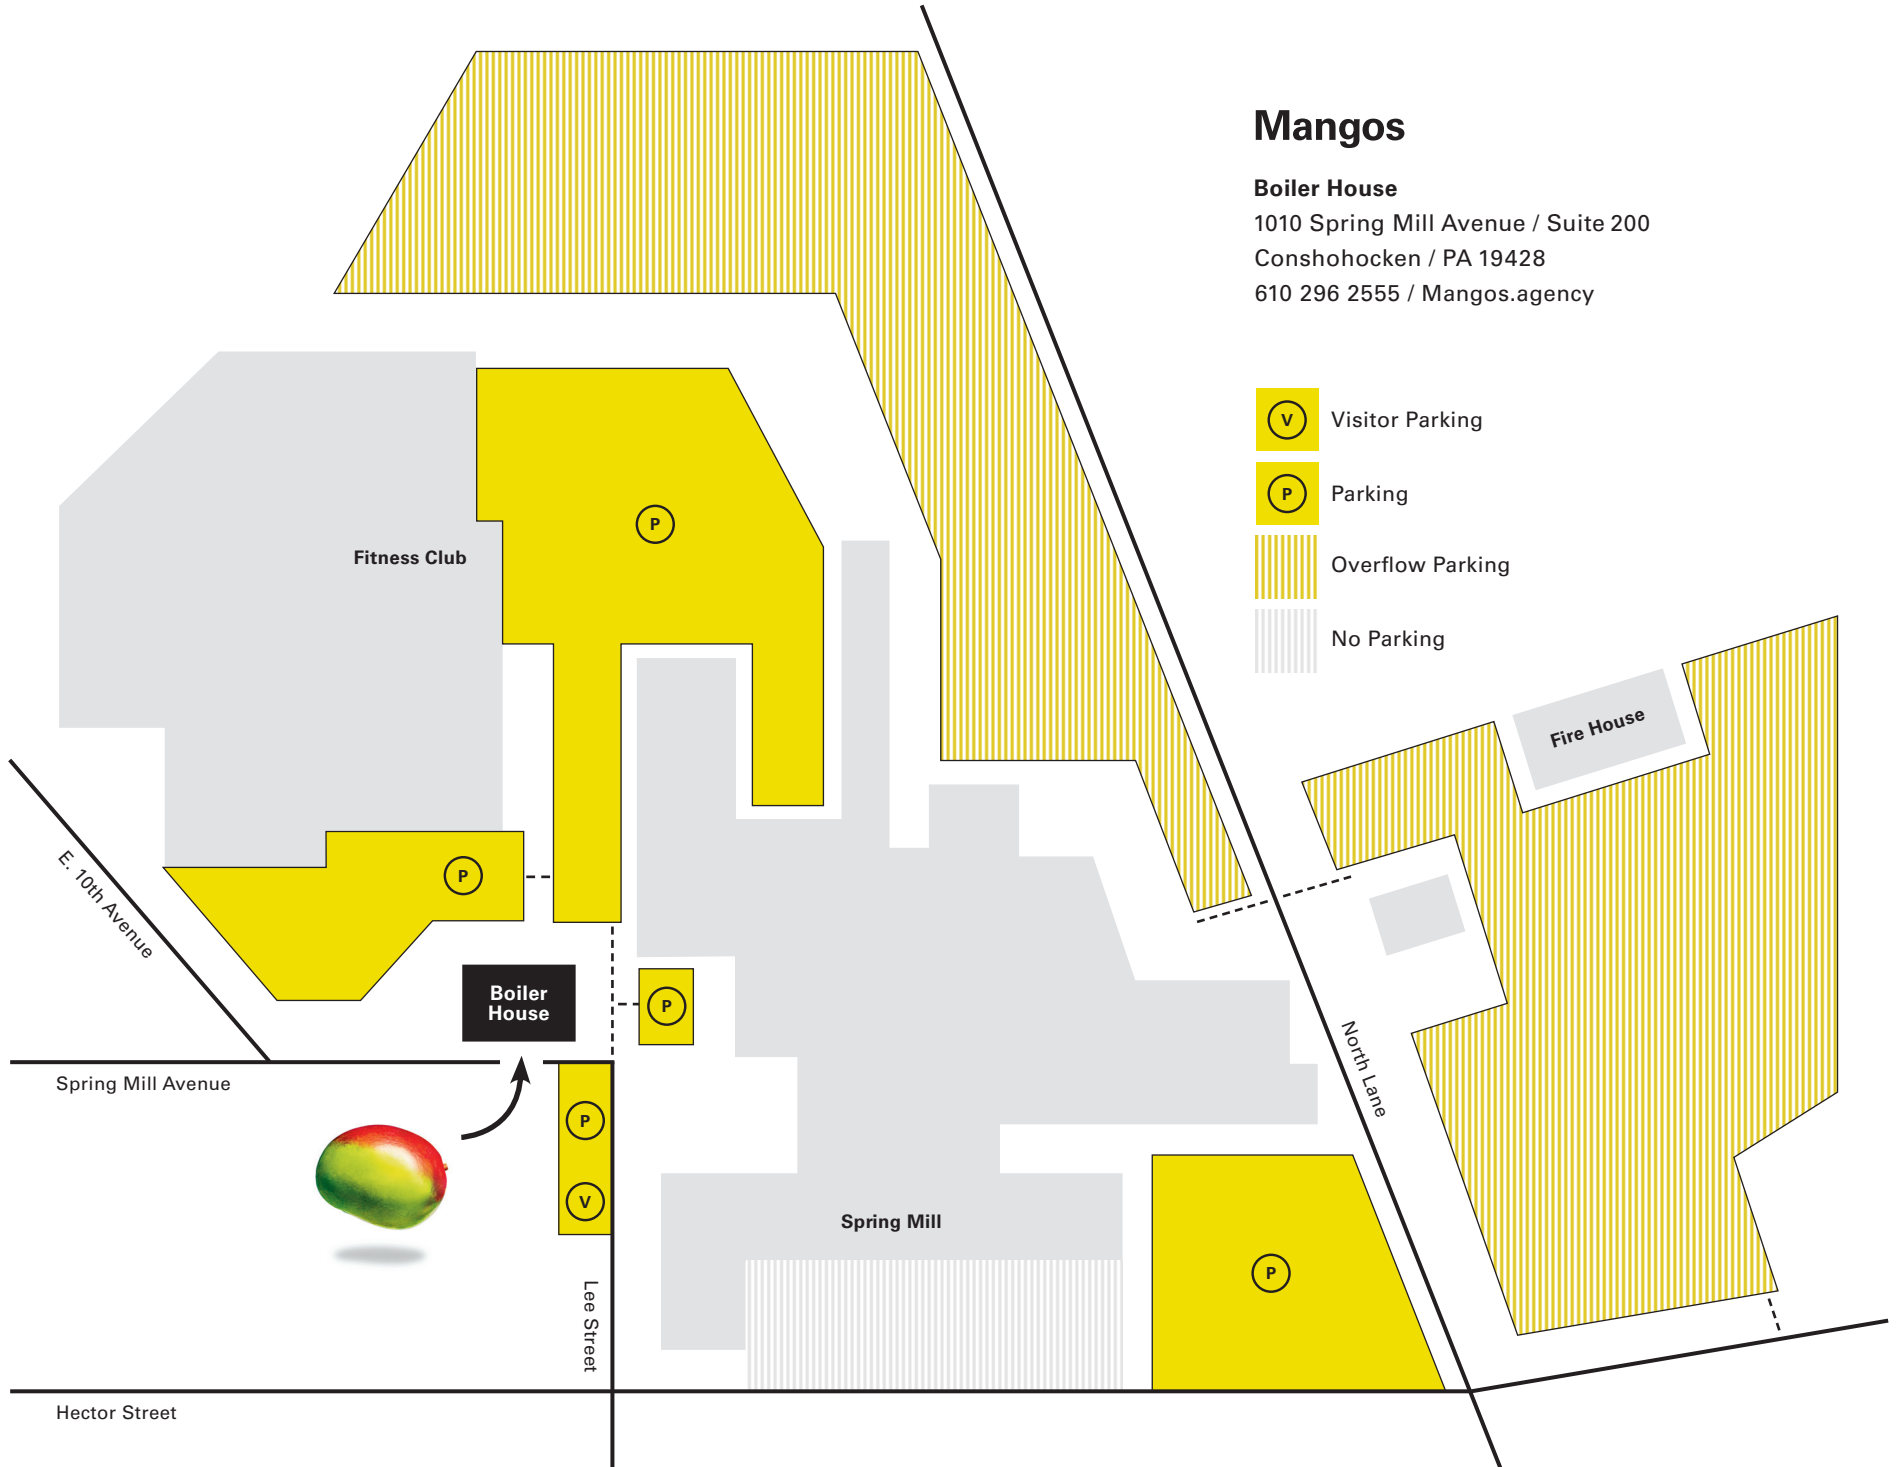 Mangos
Boiler House
1010 Spring Mill Avenue / Suite 200
Conshohocken / PA 19428
610 296 2555 / Mangos.agency
V Visitor Parking
P Parking
Overflow Parking
No Parking
P
Fitness Club
Fire House
P
E. 10th Avenue
Boiler
House
P
North Lane
Spring Mill Avenue
P
V
Spring Mill
P
Lee Street
Hector Street